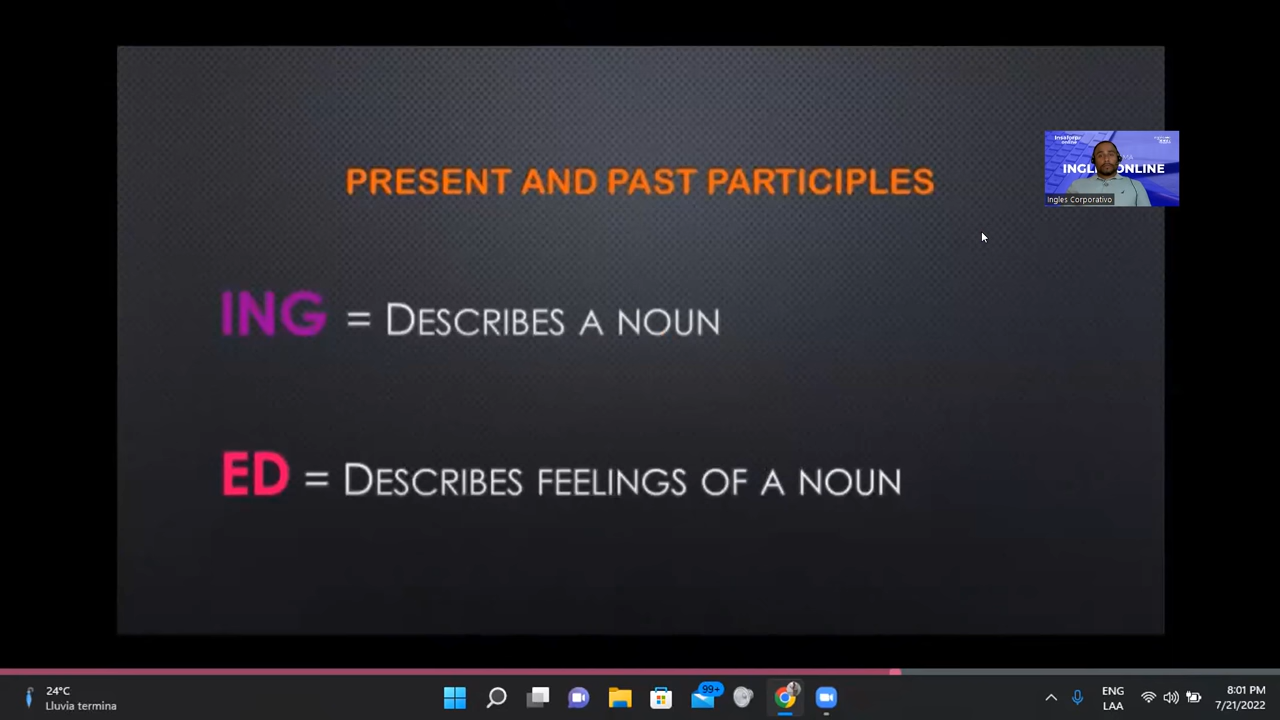 PRESENT AND PAST PARTICIPLES
INGL ONLINE
Ingles Corporativo
ING = DESCRIBES A NOUN
ED = DESCRIBES FEELINGS OF A NOUN
24°C
Lluvia termina
99+
ENG
LAA
8:01 PM
7/21/2022